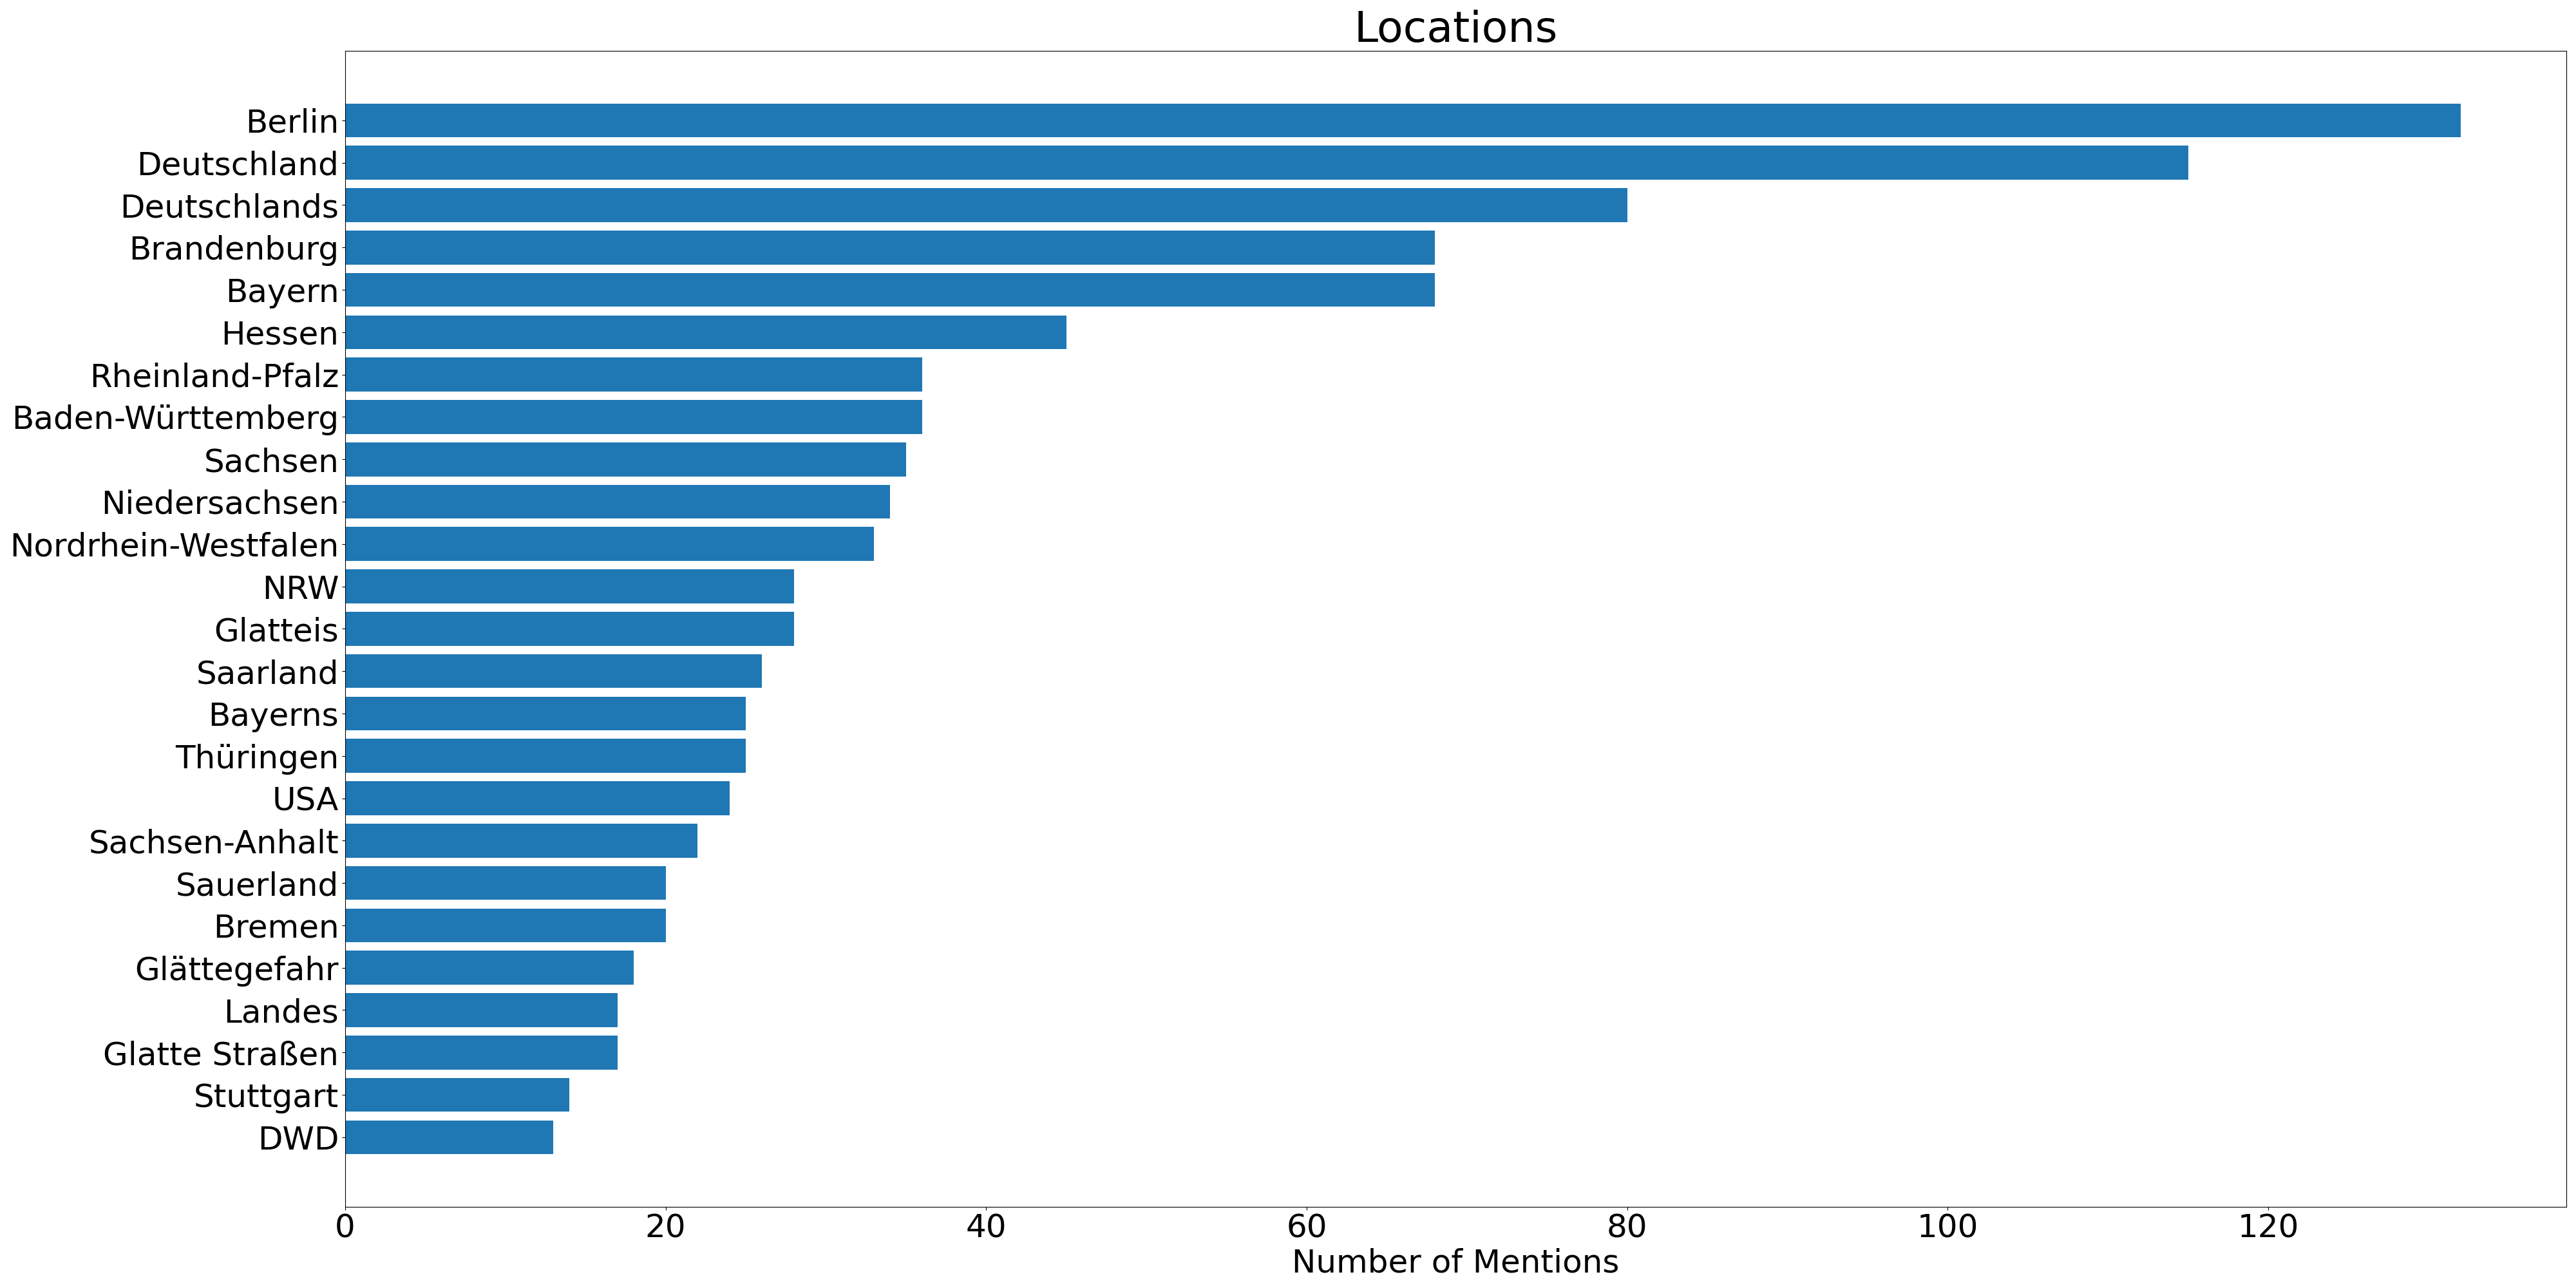 Locations
Berlin
Deutschland
Deutschlands
Brandenburg
Bayern
Hessen
Rheinland-Pfalz
Baden-Württemberg
Sachsen
Niedersachsen
Nordrhein-Westfalen
NRW
Glatteis
Saarland
Bayerns
Thüringen
USA
Sachsen-Anhalt
Sauerland
Bremen
Glättegefahr
Landes
Glatte Straßen
Stuttgart
DWD
0 20 40 60 80 100 120
Number of Mentions